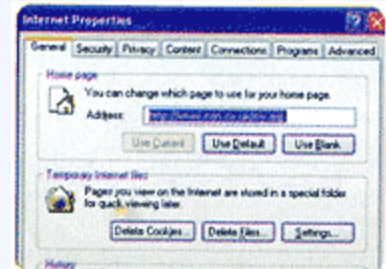 Internet Properties
General Security Privacy Content Connections Programs Advanced
Home page
You can change which page to use for your home page.
Address:
Use Current Use Default Use Blank
Temporary Internet files
Pages you view on the Internet are stored in a special folder
for quick viewing later.
Delete Cookies... Delete Files... Settings...
History